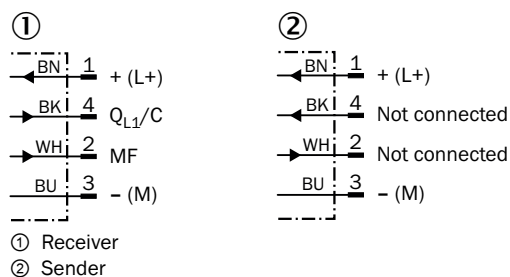 ① ②
BN 1 + (L+)
BK 4 QL1/C
WH 2 MF
BU 3 − (M)
BN 1 + (L+)
BK 4 Not connected
WH 2 Not connected
BU 3 − (M)
① Receiver
② Sender